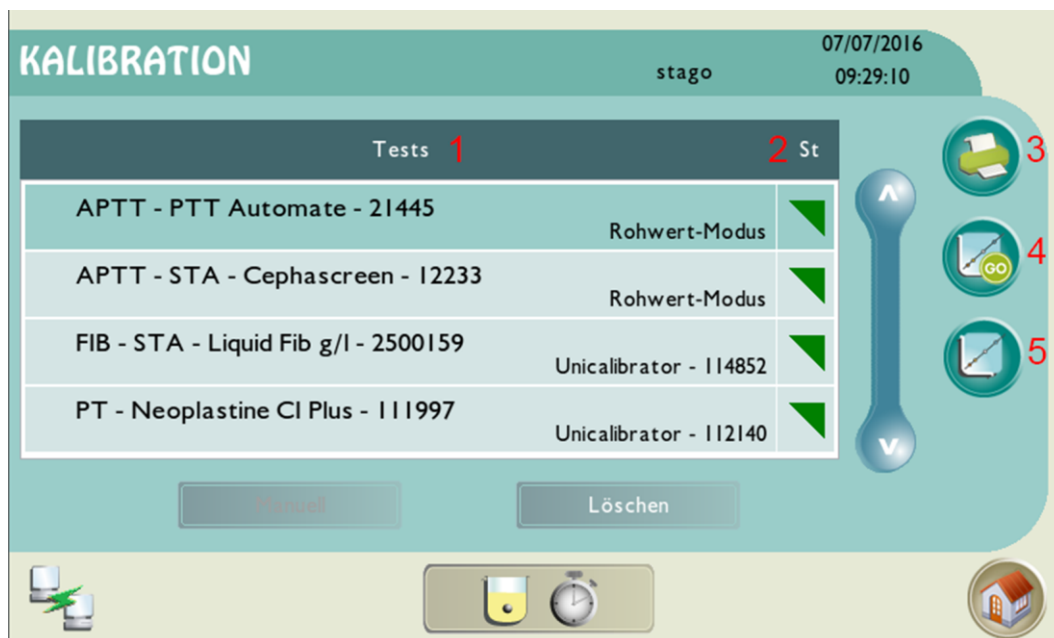 KALIBRATION
stago
07/07/2016
09:29:10
Tests 1
2 St
3
APTT - PTT Automate - 21445
Rohwert-Modus
4
APTT - STA - Cephascreen - 12233
Rohwert-Modus
GO
FIB - STA - Liquid Fib g/l - 2500159
Unicalibrator - 114852
5
PT - Neoplastine CI Plus - 111997
Unicalibrator - 112140
Manuell
Löschen